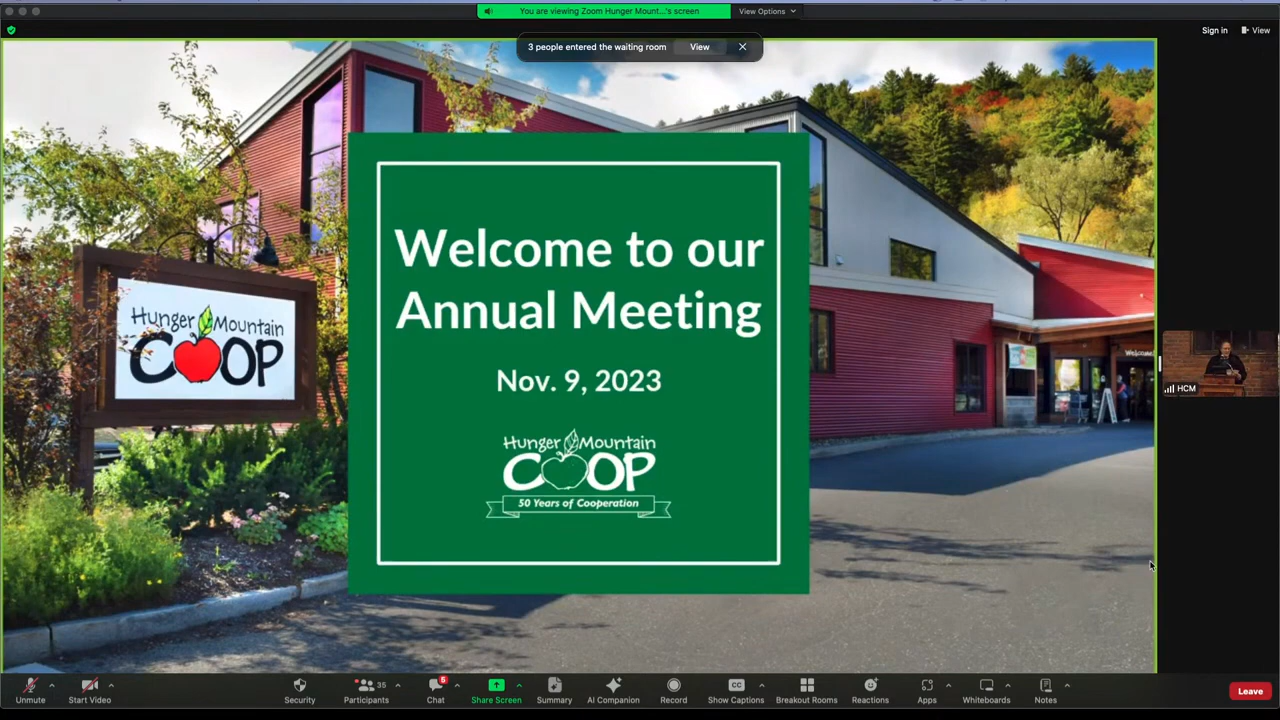 You are viewing Zoom Hunger Mount...'s screen
View Options
3 people entered the waiting room
View
Sign in
View
Welcome to our
Annual Meeting
Nov. 9, 2023
Hunger Mountain
COOP
50 Years of Cooperation
Hunger Mountain
COOP
Welcome
HCM
Unmute
Start Video
Security
Participants
35
Chat
5
Share Screen
Summary
AI Companion
Record
CC
Show Captions
Breakout Rooms
Reactions
Apps
Whiteboards
Notes
Leave